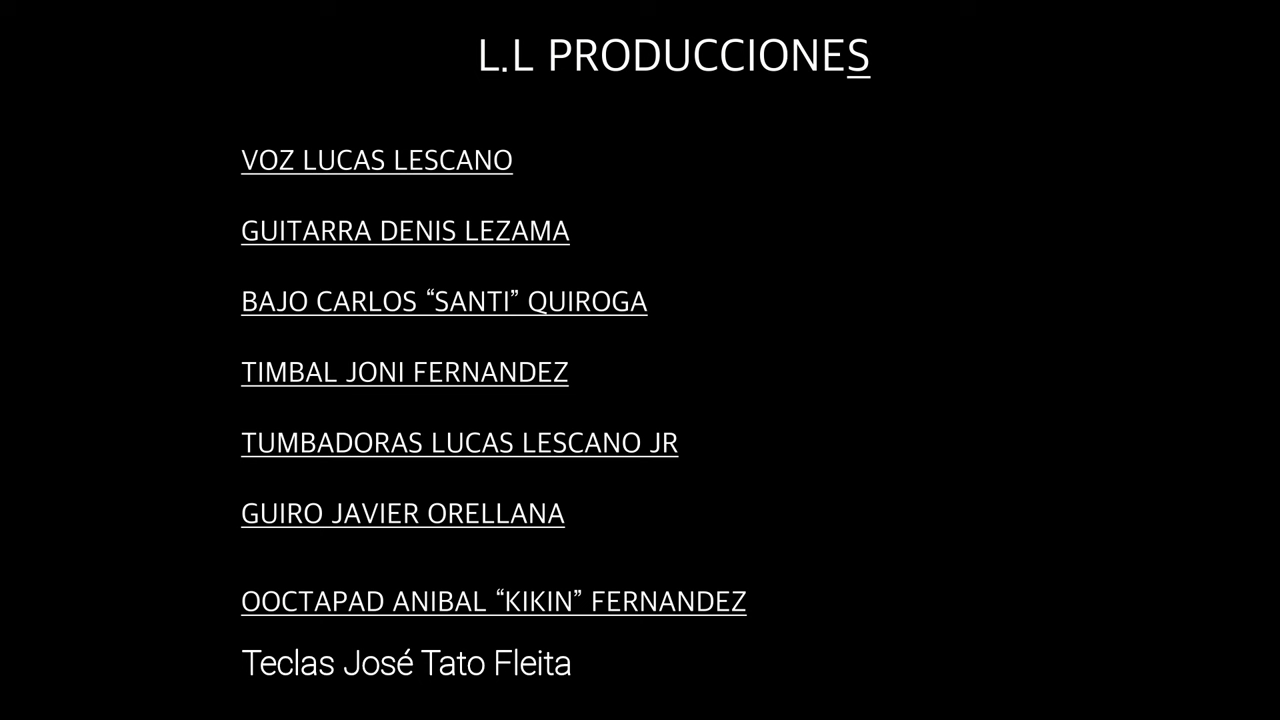 L.L PRODUCCIONES
VOZ LUCAS LESCANO
GUITARRA DENIS LEZAMA
BAJO CARLOS “SANTI” QUIROGA
TIMBAL JONI FERNANDEZ
TUMBADORAS LUCAS LESCANO JR
GUIRO JAVIER ORELLANA
OOCTAPAD ANIBAL “KIKIN” FERNANDEZ
Teclas José Tato Fleita